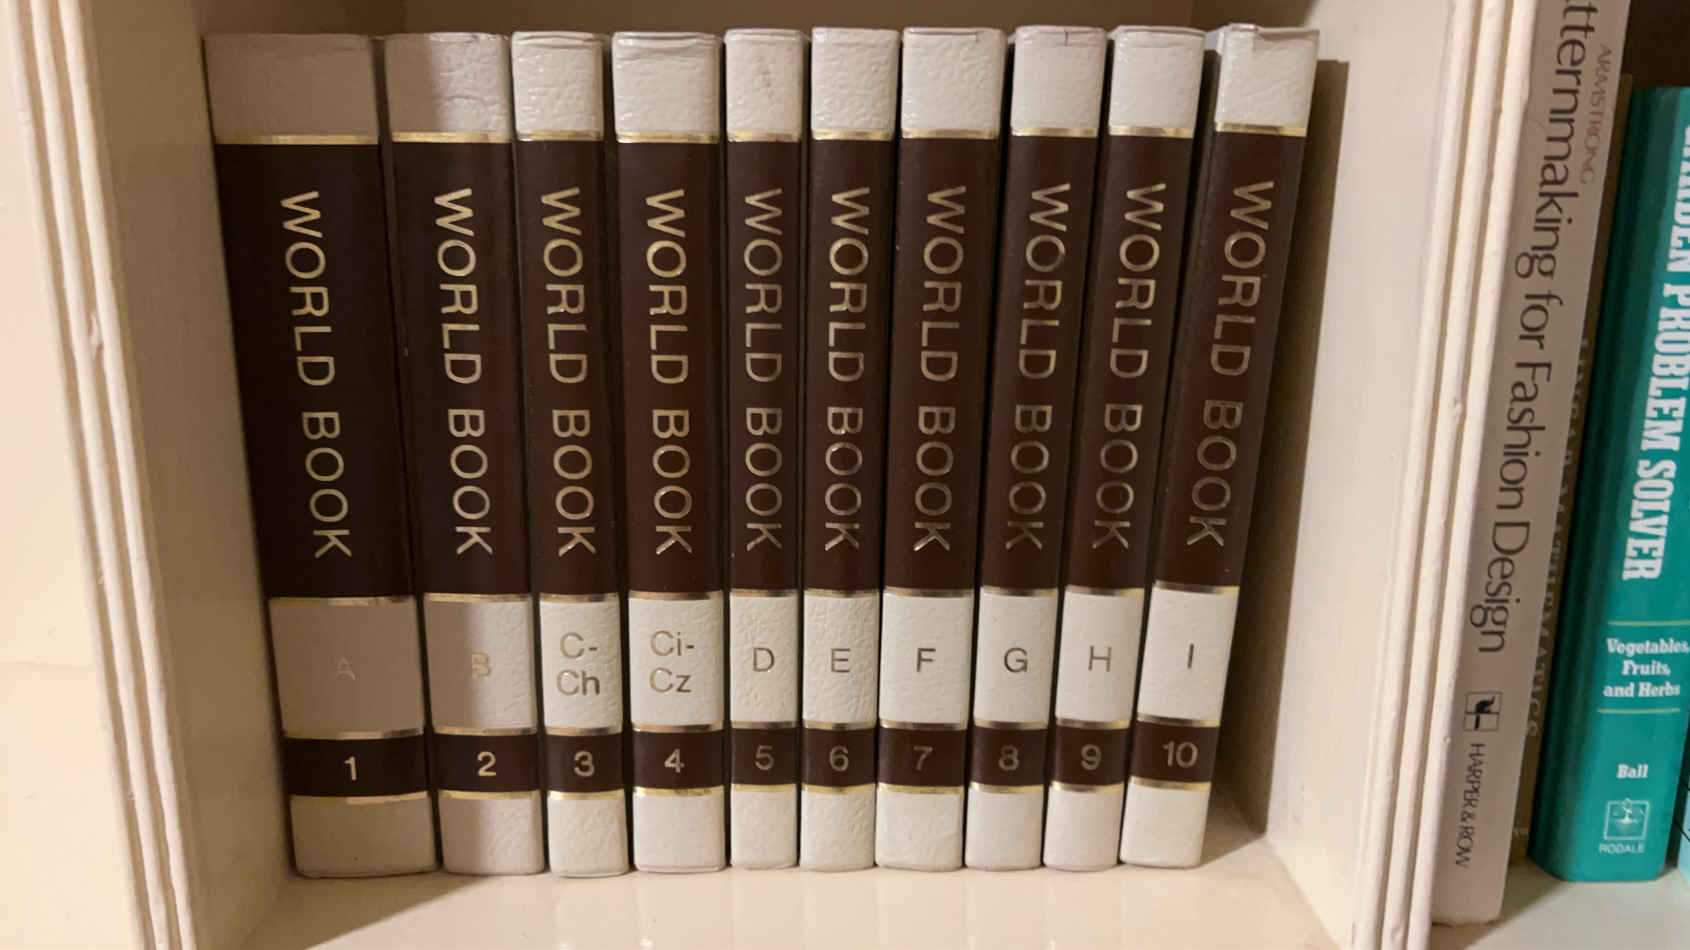 WORLD BOOK
A
1
WORLD BOOK
B
2
WORLD BOOK
C-
Ch
3
WORLD BOOK
Ci-
Cz
4
WORLD BOOK
D
5
WORLD BOOK
E
6
WORLD BOOK
F
7
WORLD BOOK
G
8
WORLD BOOK
H
9
WORLD BOOK
I
10
ARMSTRONG
atternmaking for Fashion Design
HARPER & ROW
GARDEN PROBLEM SOLVER
Vegetables,
Fruits,
and Herbs
Ball
RODALE